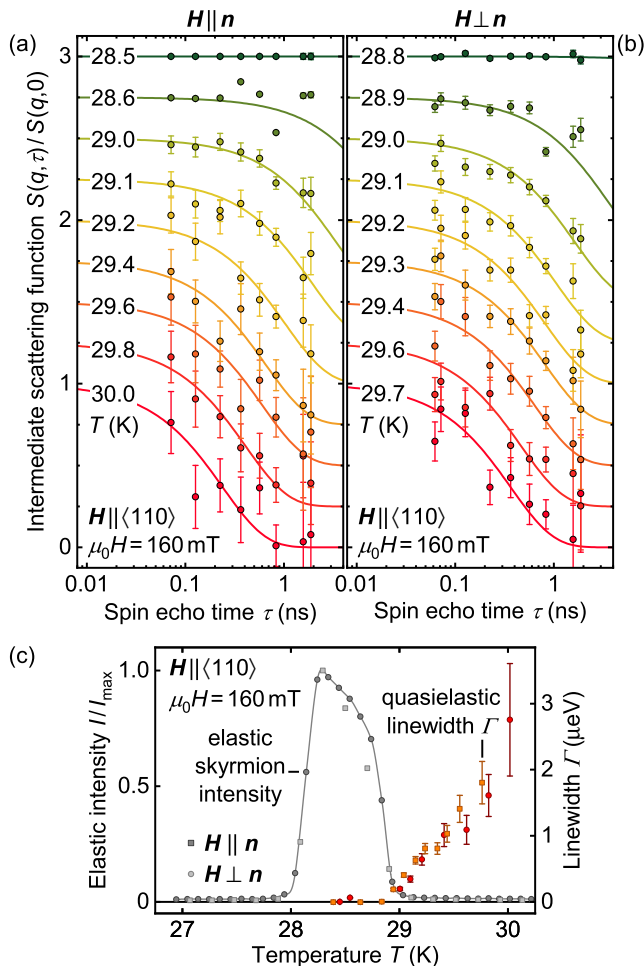 H || n
H ⊥ n
(a)
(b)
Intermediate scattering function S(q,τ) / S(q,0)
3
2
1
0
28.5
28.6
29.0
29.1
29.2
29.4
29.6
29.8
30.0
T (K)
H || ⟨110⟩
μ0H = 160 mT
28.8
28.9
29.0
29.1
29.2
29.3
29.4
29.6
29.7
H || ⟨110⟩
μ0H = 160 mT
0.01 0.1 1
0.01 0.1 1
Spin echo time τ (ns)
Spin echo time τ (ns)
(c)
Elastic intensity I / Imax
1.0
0.5
0
H || ⟨110⟩
μ0H = 160 mT
elastic
skyrmion
intensity
quasielastic
linewidth Γ
H || n
H ⊥ n
3
2
1
0
Linewidth Γ (μeV)
27 28 29 30
Temperature T (K)